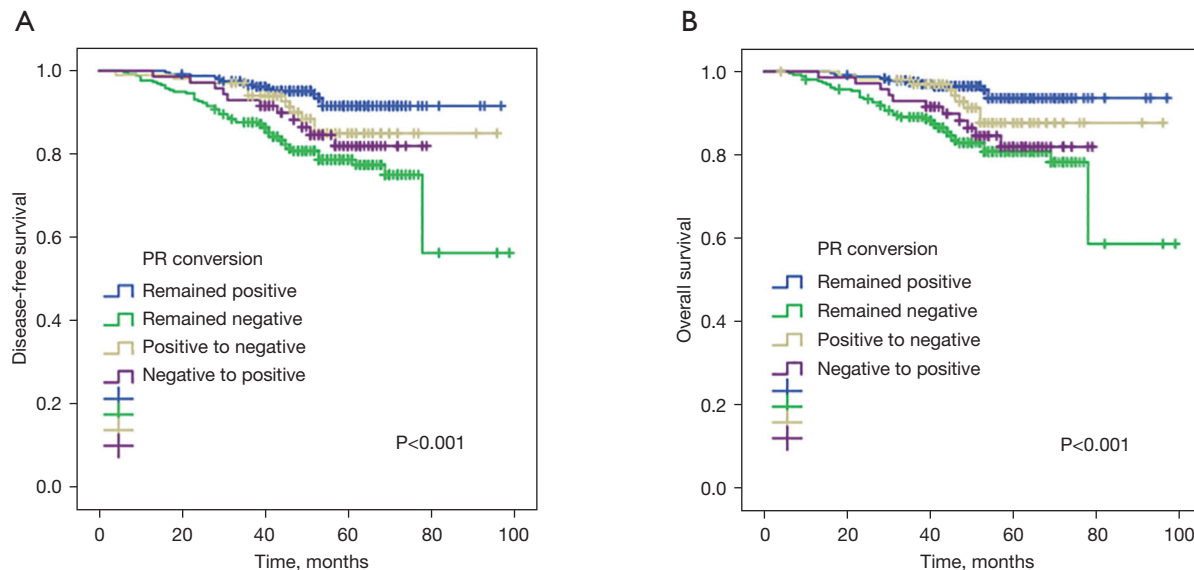 A
Disease-free survival
1.0
0.8
0.6
0.4
0.2
0.0
PR conversion
Remained positive
Remained negative
Positive to negative
Negative to positive
P<0.001
0 20 40 60 80 100
Time, months
B
Overall survival
1.0
0.8
0.6
0.4
0.2
0.0
PR conversion
Remained positive
Remained negative
Positive to negative
Negative to positive
P<0.001
0 20 40 60 80 100
Time, months